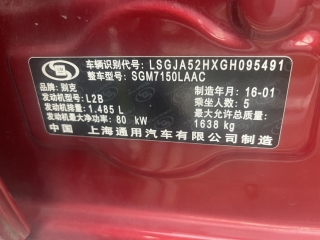 车辆识别代号: LSGJA52HXGH095491
整车型号: SGM7150LAAC
品牌: 别克 制造年月: 16-01
发动机型号: L2B 乘坐人数: 5
发动机排量: 1.485 L 最大允许总质量:
发动机最大净功率: 80 kW 1638 kg
中国 上海通用汽车有限公司制造